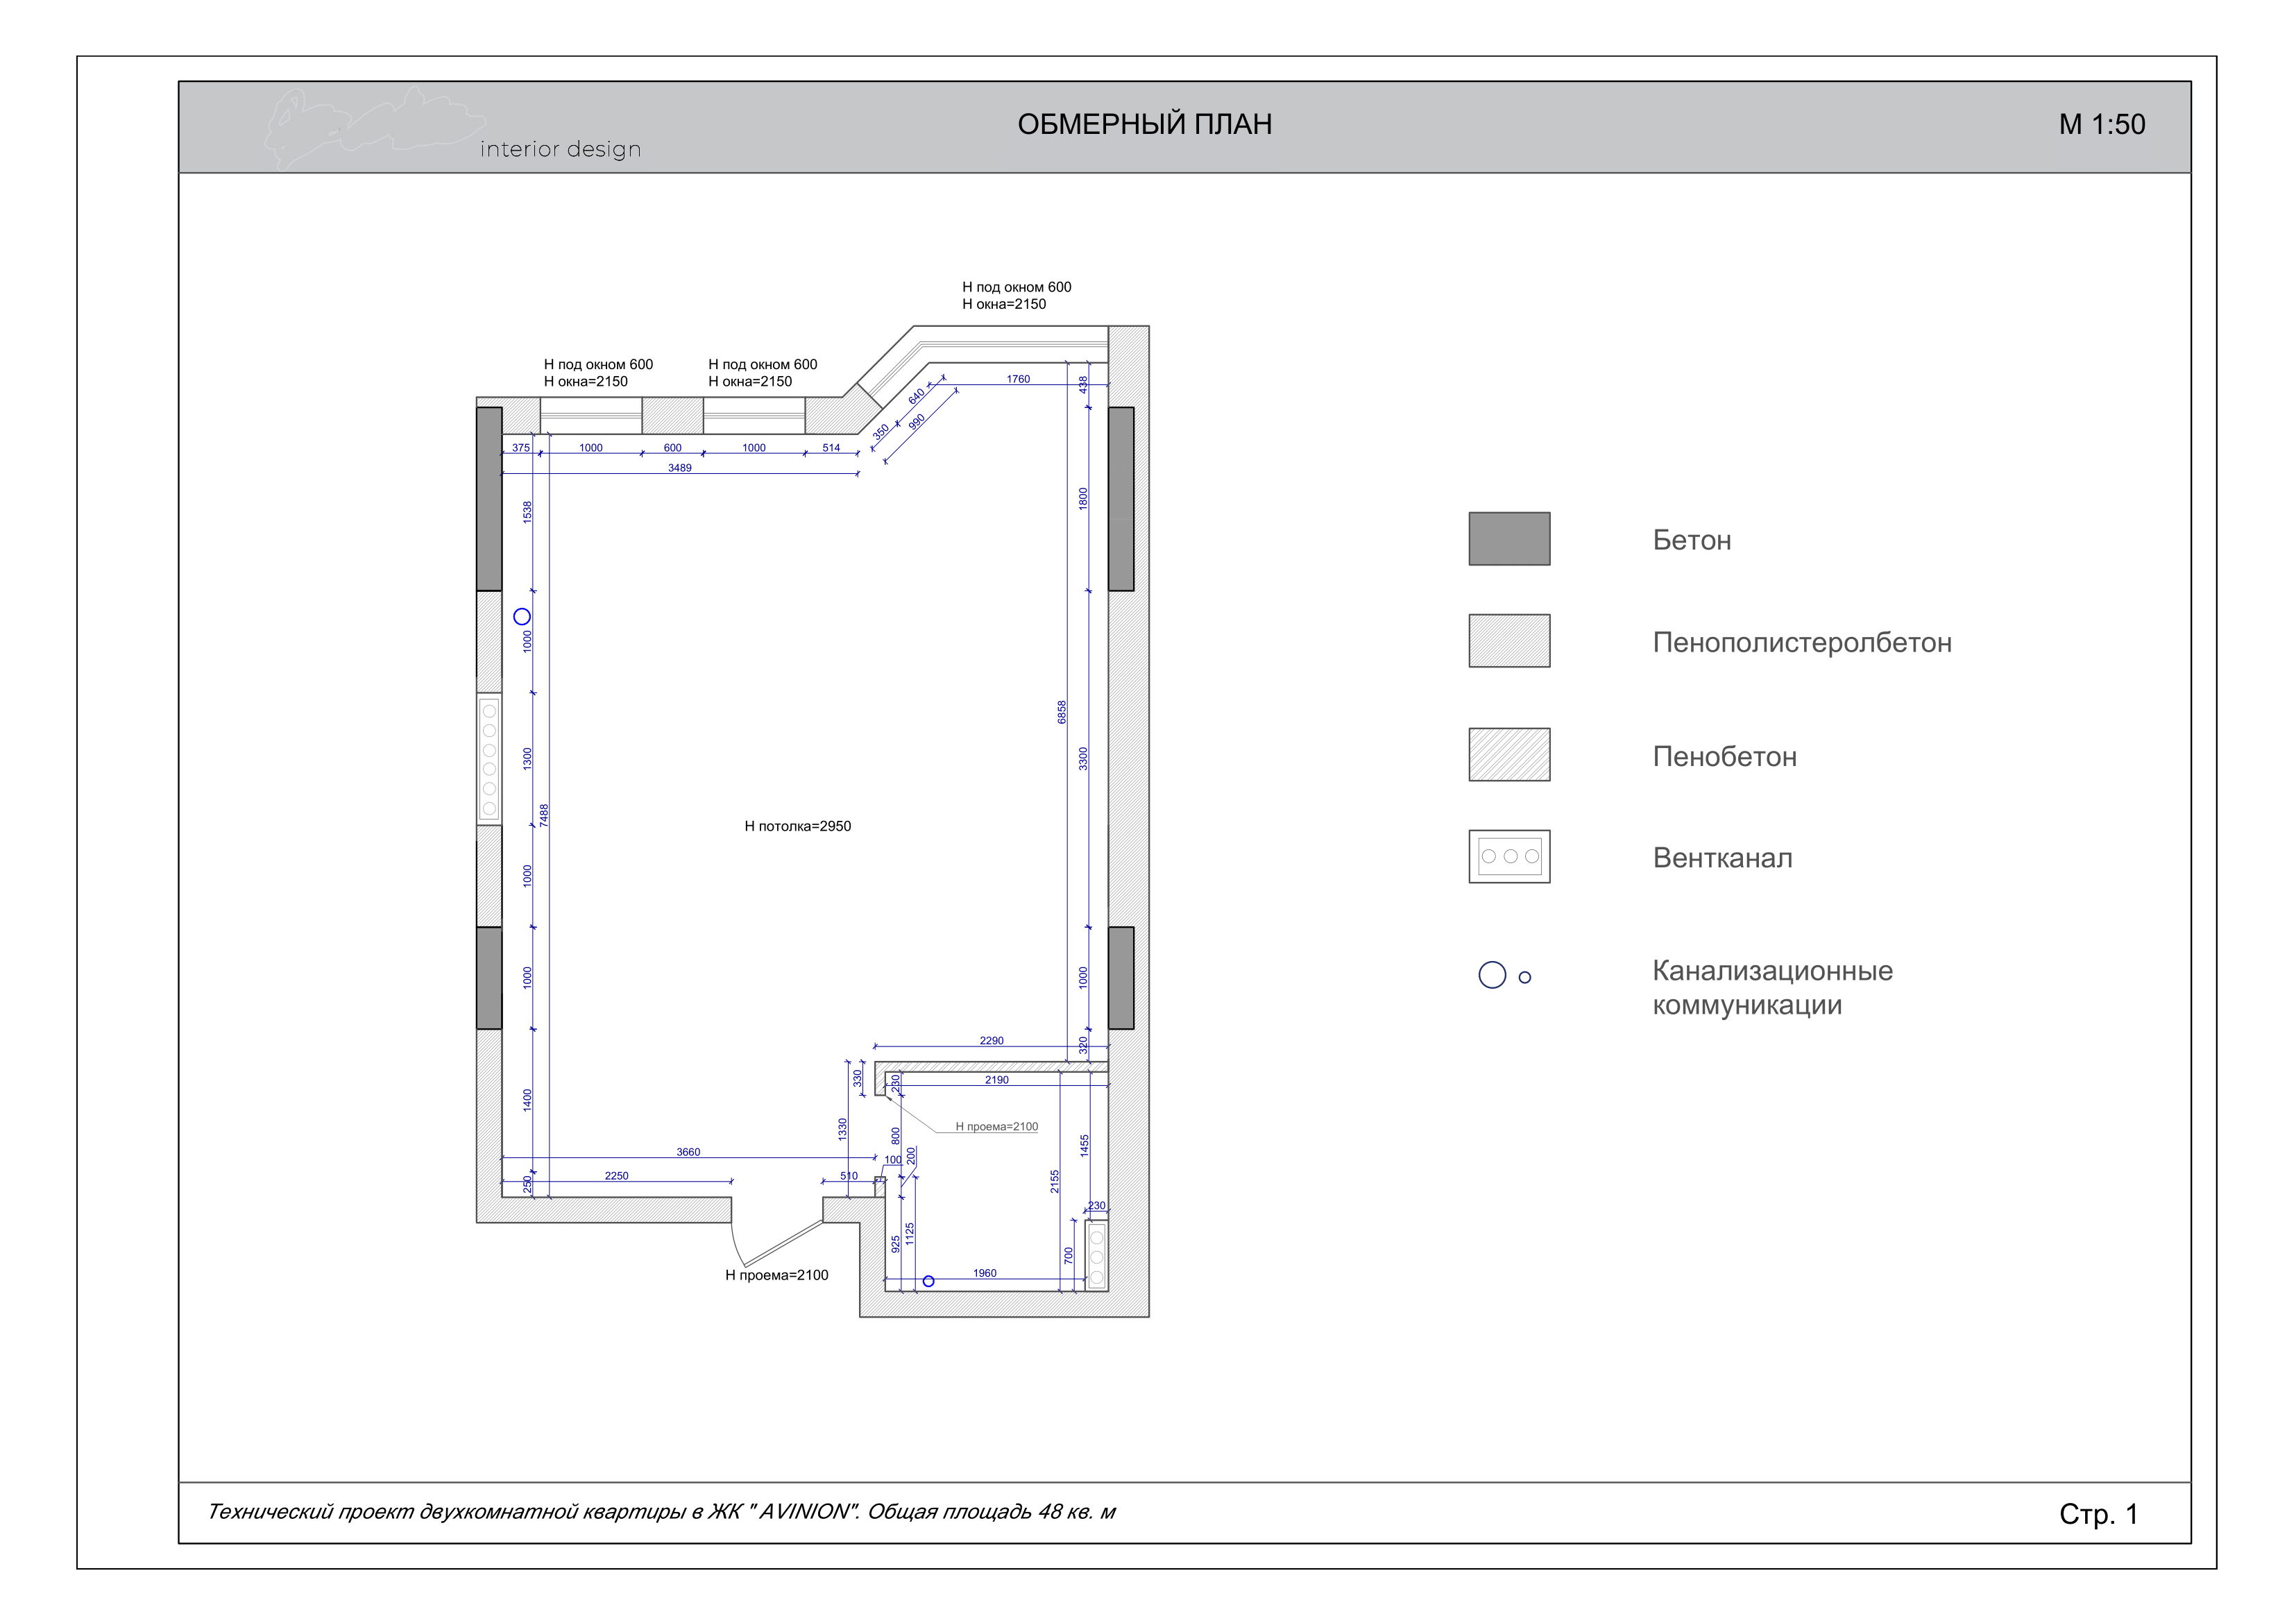 interior design
ОБМЕРНЫЙ ПЛАН
М 1:50
Н под окном 600
Н окна=2150
Н под окном 600
Н окна=2150
Н под окном 600
Н окна=2150
1760
438
640
990
350
375
1000
600
1000
514
3489
1538
1800
1000
6858
1300
3300
7488
Н потолка=2950
1000
1000
1000
2290
320
330
230
2190
1400
Н проема=2100
1330
800
1455
3660
100
200
2250
510
250
2155
230
925
1125
700
1960
Н проема=2100
Бетон
Пенополистеролбетон
Пенобетон
Вентканал
Канализационные
коммуникации
Технический проект двухкомнатной квартиры в ЖК " AVINION". Общая площадь 48 кв. м
Стр. 1